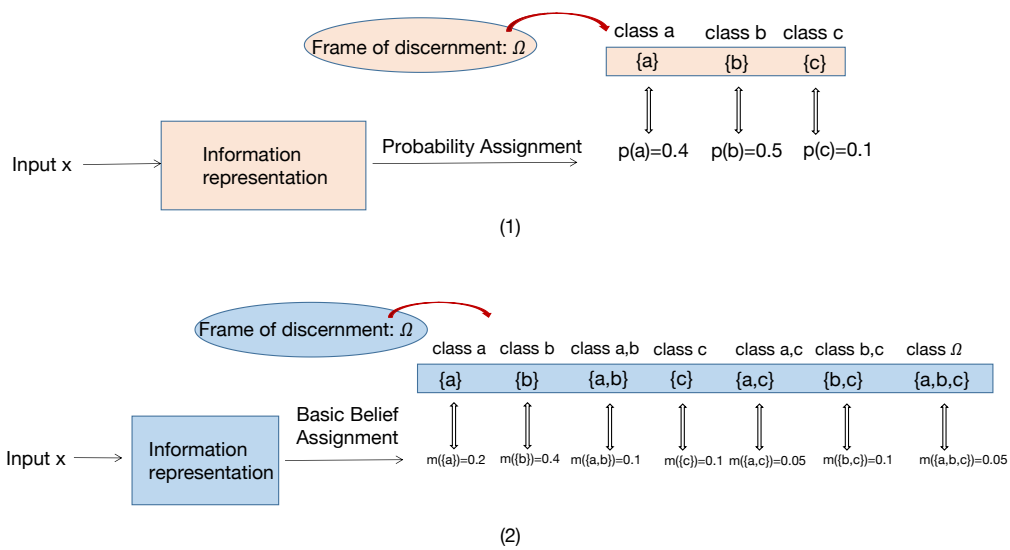 Frame of discernment: Ω
class a class b class c
{a} {b} {c}
Input x
Information
representation
Probability Assignment
p(a)=0.4 p(b)=0.5 p(c)=0.1
(1)
Frame of discernment: Ω
class a class b class a,b class c class a,c class b,c class Ω
{a} {b} {a,b} {c} {a,c} {b,c} {a,b,c}
Input x
Information
representation
Basic Belief
Assignment
m({a})=0.2 m({b})=0.4 m({a,b})=0.1 m({c})=0.1 m({a,c})=0.05 m({b,c})=0.1 m({a,b,c})=0.05
(2)